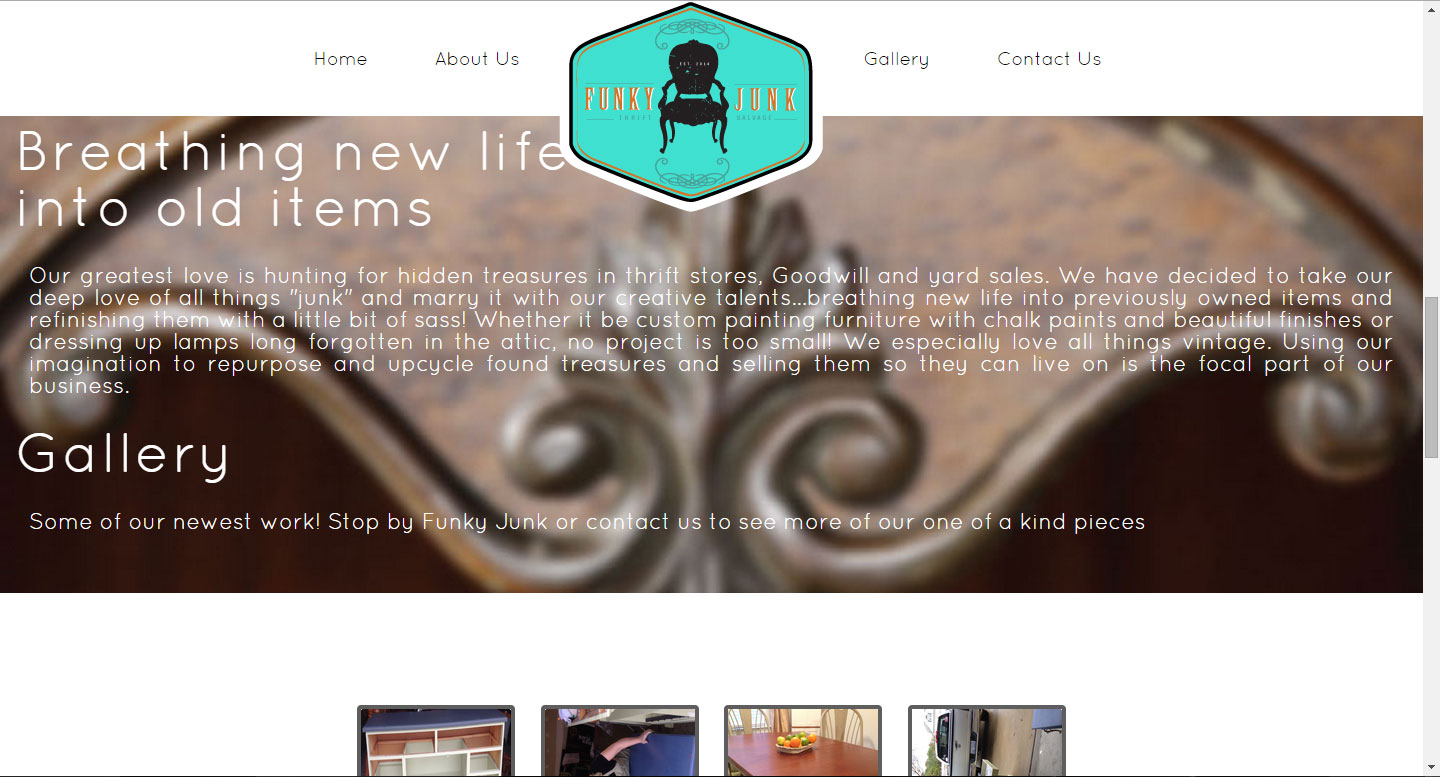 Home
About Us
EST. 2014
FUNKY JUNK
THRIFT SALVAGE
Gallery
Contact Us
Breathing new life
into old items
Our greatest love is hunting for hidden treasures in thrift stores, Goodwill and yard sales. We have decided to take our
deep love of all things "junk" and marry it with our creative talents...breathing new life into previously owned items and
refinishing them with a little bit of sass! Whether it be custom painting furniture with chalk paints and beautiful finishes or
dressing up lamps long forgotten in the attic, no project is too small! We especially love all things vintage. Using our
imagination to repurpose and upcycle found treasures and selling them so they can live on is the focal part of our
business.
Gallery
Some of our newest work! Stop by Funky Junk or contact us to see more of our one of a kind pieces